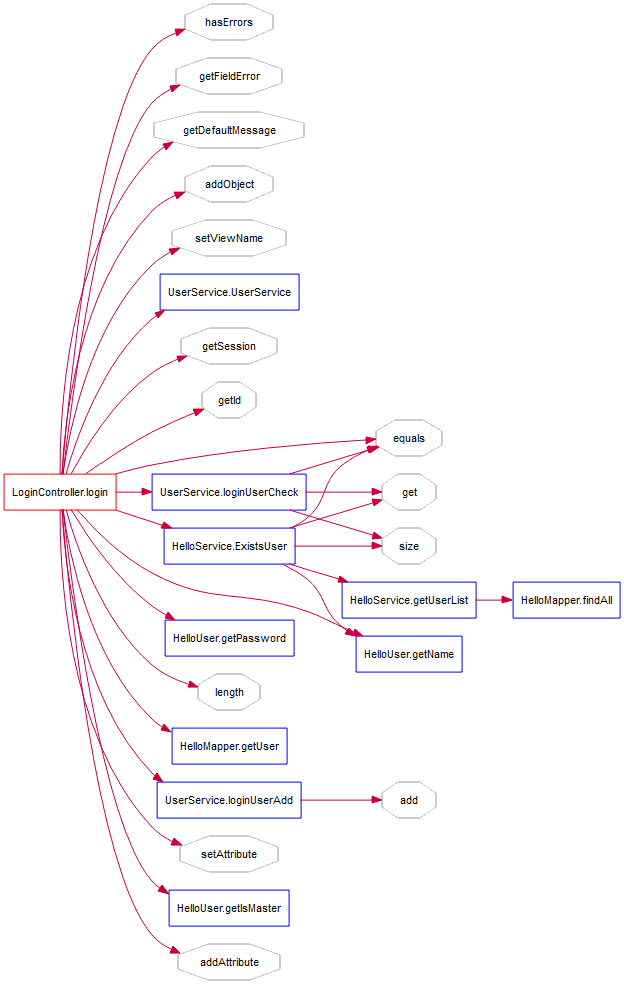 hasErrors
getFieldError
getDefaultMessage
addObject
setViewName
UserService.UserService
getSession
getId
equals
LoginController.login
UserService.loginUserCheck
get
HelloService.ExistsUser
size
HelloService.getUserList
HelloMapper.findAll
HelloUser.getPassword
HelloUser.getName
length
HelloMapper.getUser
UserService.loginUserAdd
add
setAttribute
HelloUser.getIsMaster
addAttribute